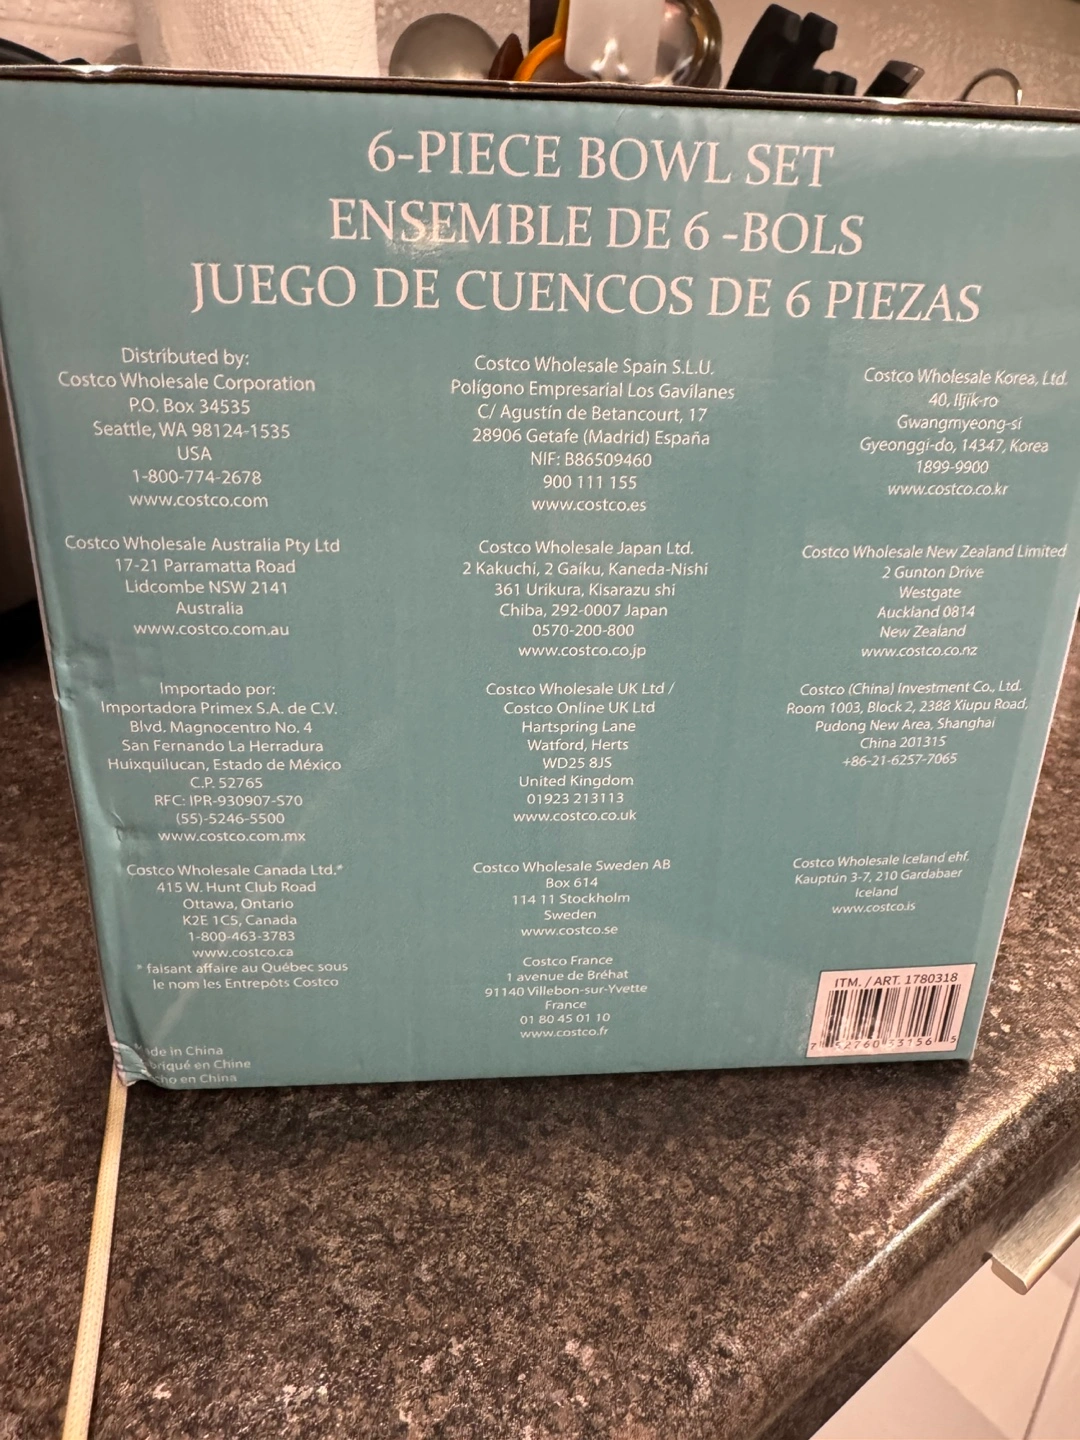 6-PIECE BOWL SET
ENSEMBLE DE 6 -BOLS
JUEGO DE CUENCOS DE 6 PIEZAS
Distributed by:
Costco Wholesale Corporation
P.O. Box 34535
Seattle, WA 98124-1535
USA
1-800-774-2678
www.costco.com
Costco Wholesale Spain S.L.U.
Polígono Empresarial Los Gavilanes
C/ Agustín de Betancourt, 17
28906 Getafe (Madrid) España
NIF: B86509460
900 111 155
www.costco.es
Costco Wholesale Korea, Ltd.
40, Iljik-ro
Gwangmyeong-si
Gyeonggi-do, 14347, Korea
1899-9900
www.costco.co.kr
Costco Wholesale Australia Pty Ltd
17-21 Parramatta Road
Lidcombe NSW 2141
Australia
www.costco.com.au
Costco Wholesale Japan Ltd.
2 Kakuchi, 2 Gaiku, Kaneda-Nishi
361 Urikura, Kisarazu shi
Chiba, 292-0007 Japan
0570-200-800
www.costco.co.jp
Costco Wholesale New Zealand Limited
2 Gunton Drive
Westgate
Auckland 0814
New Zealand
www.costco.co.nz
Importado por:
Importadora Primex S.A. de C.V.
Blvd. Magnocentro No. 4
San Fernando La Herradura
Huixquilucan, Estado de México
C.P. 52765
RFC: IPR-930907-S70
(55)-5246-5500
www.costco.com.mx
Costco Wholesale UK Ltd /
Costco Online UK Ltd
Hartspring Lane
Watford, Herts
WD25 8JS
United Kingdom
01923 213113
www.costco.co.uk
Costco (China) Investment Co., Ltd.
Room 1003, Block 2, 2388 Xiupu Road,
Pudong New Area, Shanghai
China 201315
+86-21-6257-7065
Costco Wholesale Canada Ltd.*
415 W. Hunt Club Road
Ottawa, Ontario
K2E 1C5, Canada
1-800-463-3783
www.costco.ca
* faisant affaire au Québec sous
le nom les Entrepôts Costco
Costco Wholesale Sweden AB
Box 614
114 11 Stockholm
Sweden
www.costco.se
Costco France
1 avenue de Bréhat
91140 Villebon-sur-Yvette
France
01 80 45 01 10
www.costco.fr
Costco Wholesale Iceland ehf.
Kauptún 3-7, 210 Gardabaer
Iceland
www.costco.is
in China
en Chine
en China
ITM. / ART. 1780318
33156 5